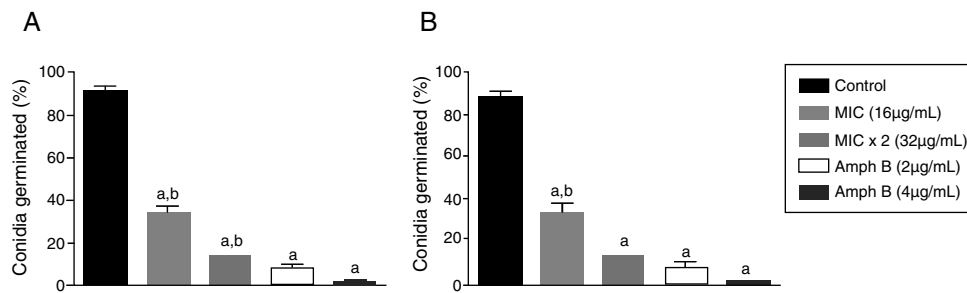 A
Conidia germinated (%)
100
80
60
40
20
0
a,b
a,b
a
a
B
Conidia germinated (%)
100
80
60
40
20
0
a,b
a
a
a
Control
MIC (16µg/mL)
MIC x 2 (32µg/mL)
Amph B (2µg/mL)
Amph B (4µg/mL)